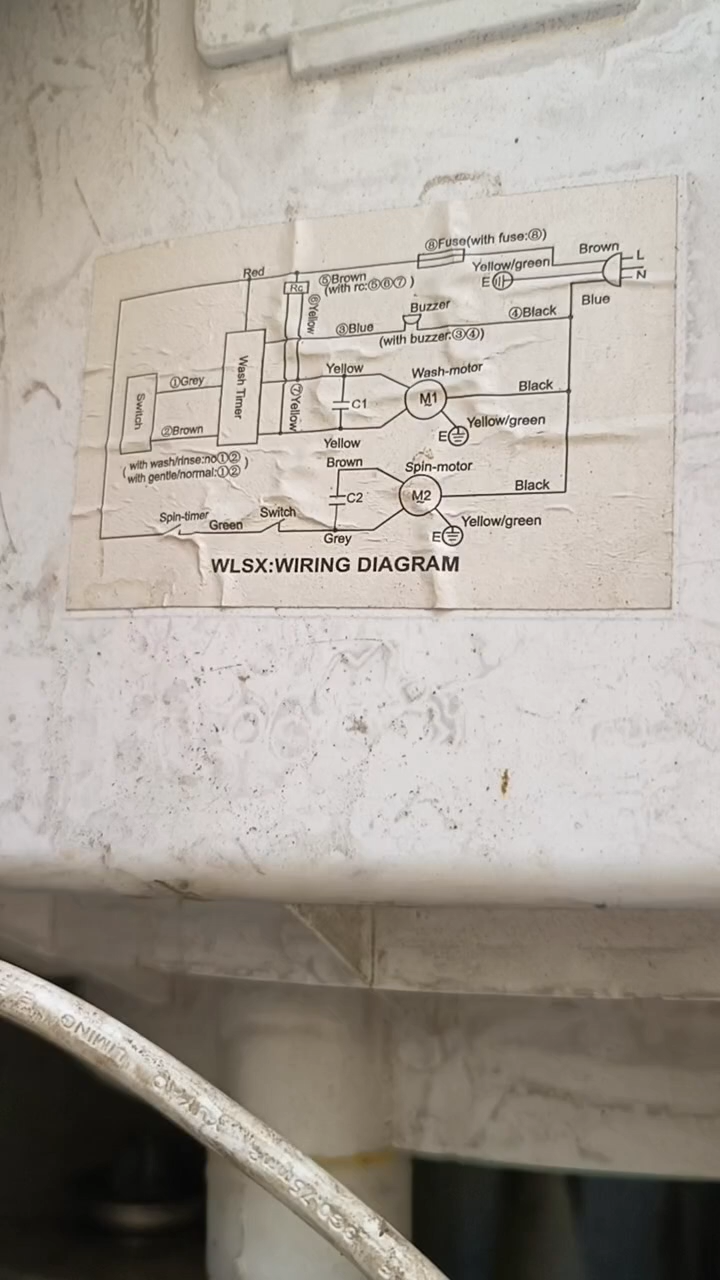 ⑧Fuse(with fuse:⑧)
Brown
L
Yellow/green
E
N
Red
⑤Brown
(with rc:⑤⑥⑦)
Rc
⑥Yellow
Blue
Buzzer
④Black
③Blue
(with buzzer:③④)
Wash Timer
Yellow
Wash-motor
①Grey
⑦Yellow
C1
M1
Black
Switch
②Brown
Yellow/green
E
Yellow
(with wash/rinse:no①②)
with gentle/normal:①②
Brown
Spin-motor
C2
M2
Black
Spin-timer
Green
Switch
Grey
Yellow/green
E
WLSX:WIRING DIAGRAM